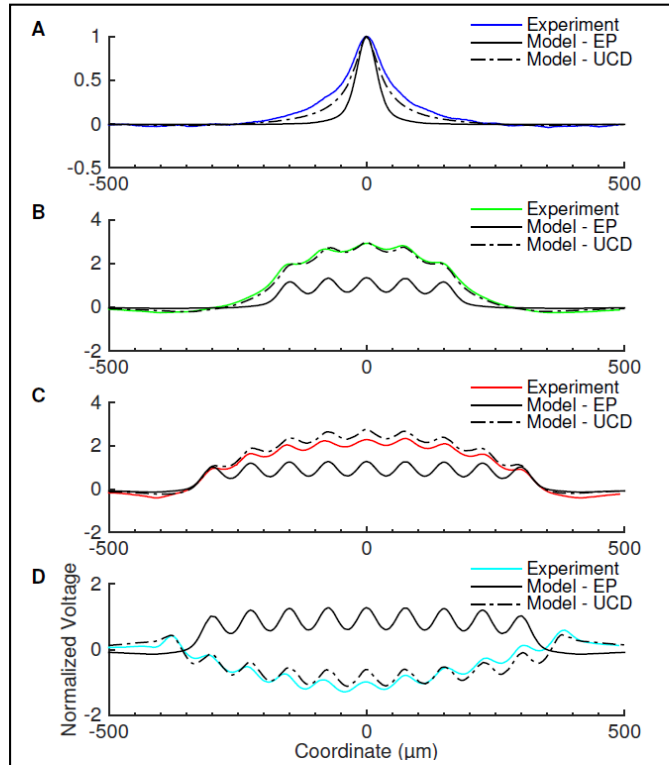 A
Experiment
Model - EP
Model - UCD
1
0.5
0
-0.5
-500
0
500
B
Experiment
Model - EP
Model - UCD
4
2
0
-2
-500
0
500
C
Experiment
Model - EP
Model - UCD
4
2
0
-2
-500
0
500
D
Experiment
Model - EP
Model - UCD
2
0
-2
Normalized Voltage
-500
0
500
Coordinate (μm)